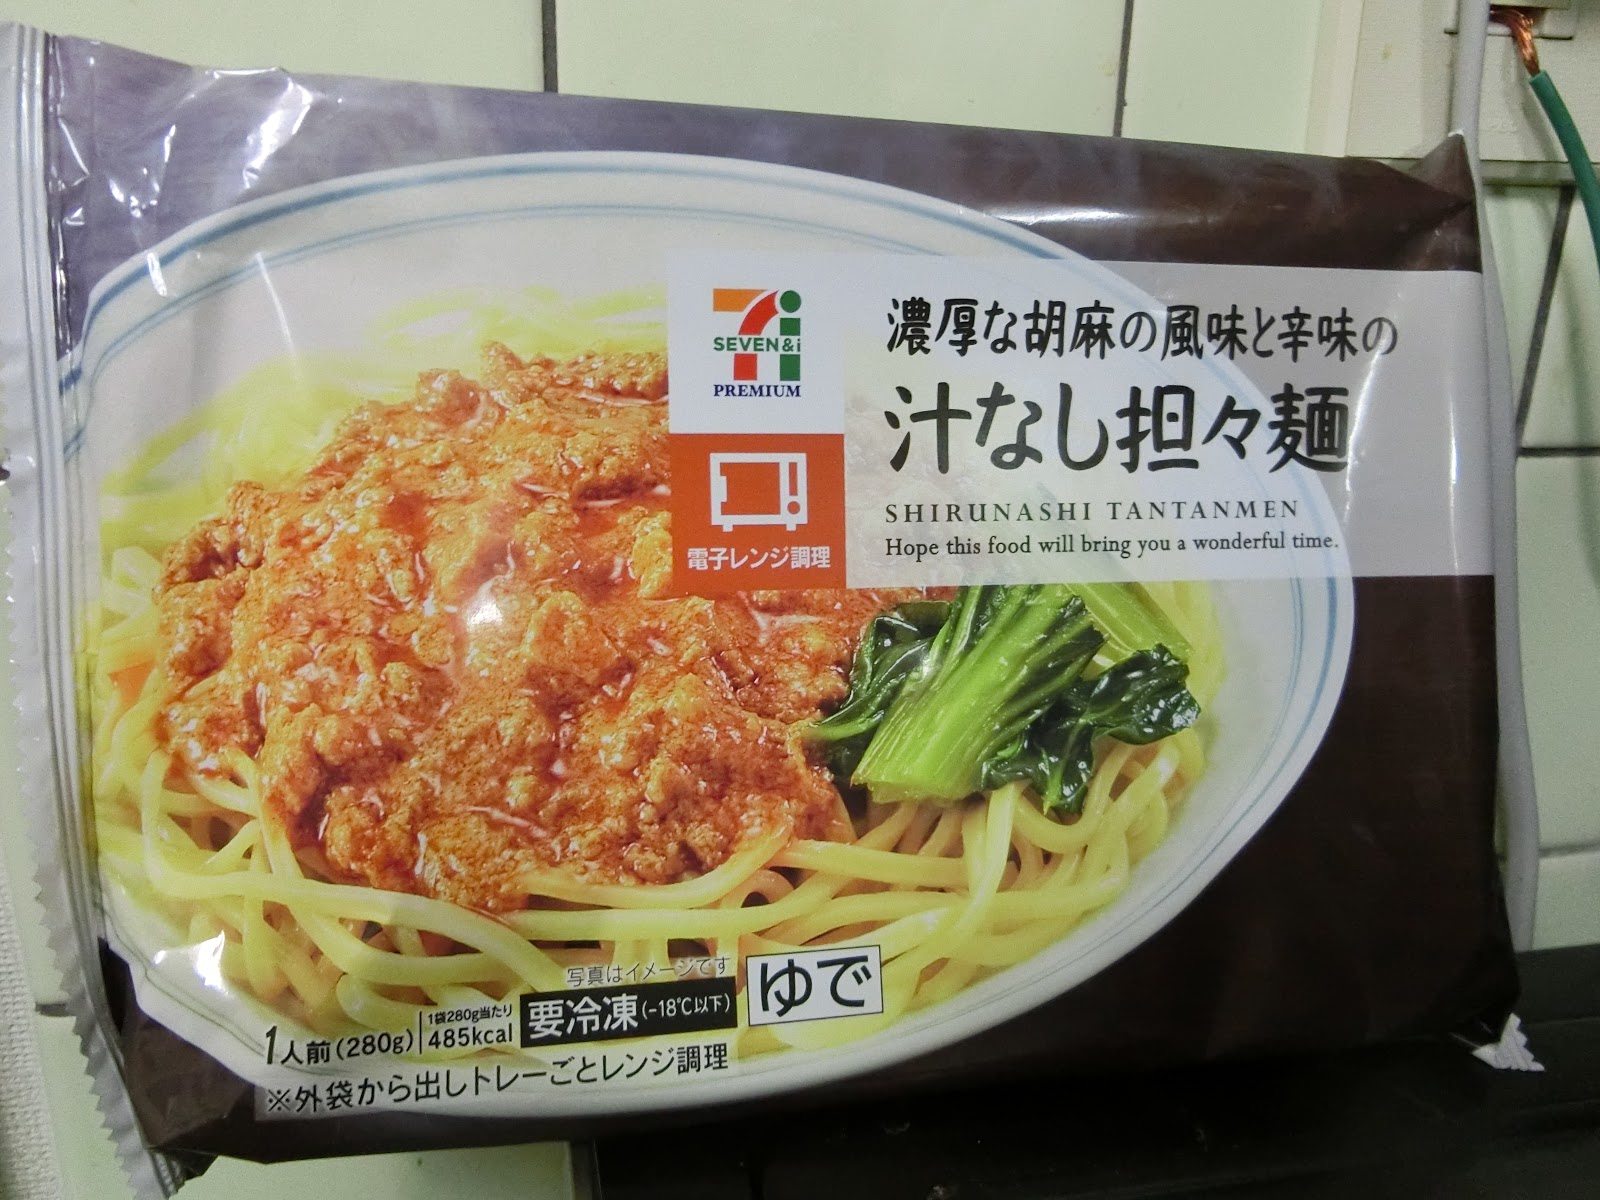 SEVEN&i
PREMIUM
電子レンジ調理
濃厚な胡麻の風味と辛味の
汁なし担々麺
SHIRUNASHI TANTANMEN
Hope this food will bring you a wonderful time.
写真はイメージです
1人前(280g) 1袋280g当たり 485kcal 要冷凍(-18℃以下) ゆで
※外袋から出しトレーごとレンジ調理